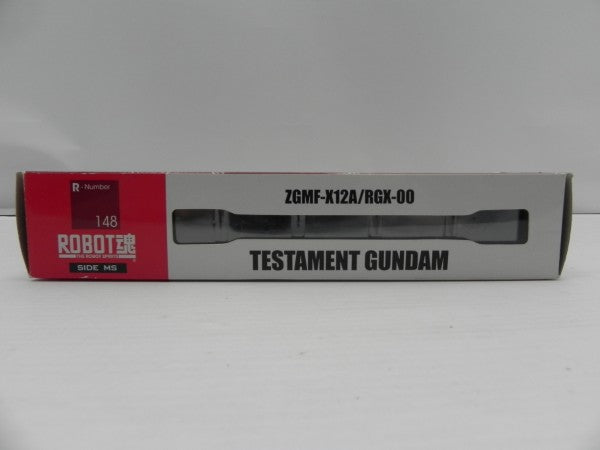 R - Number
148
ROBOT魂
THE ROBOT SPIRITS
SIDE MS
ZGMF-X12A/RGX-00
TESTAMENT GUNDAM